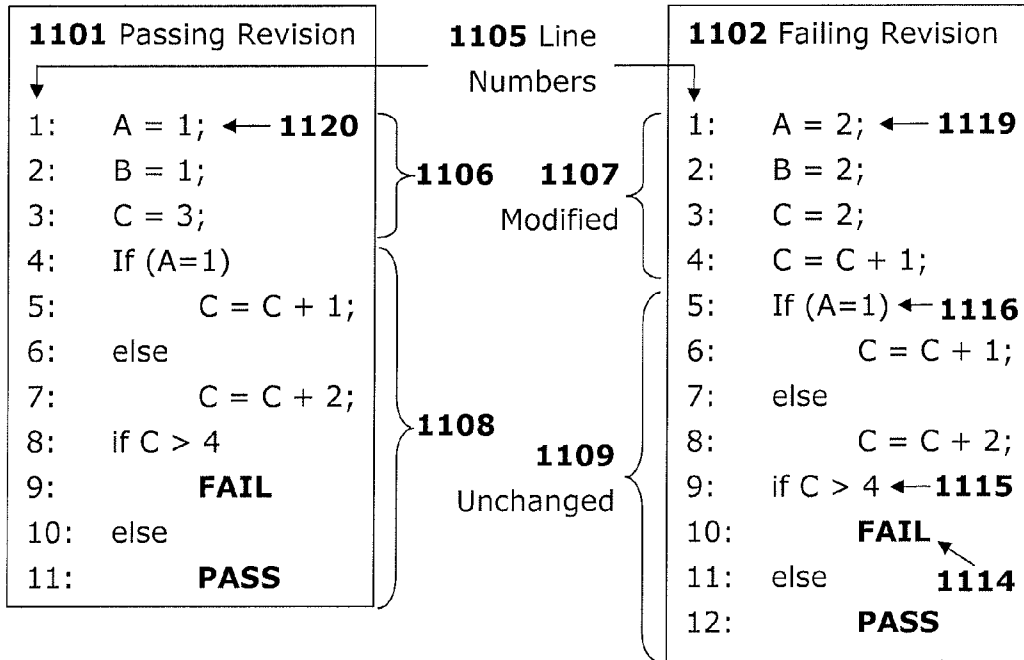 1101 Passing Revision
1105 Line
Numbers
1102 Failing Revision
1: A = 1; 1120
2: B = 1;
3: C = 3;
4: If (A=1)
5: C = C + 1;
6: else
7: C = C + 2;
8: if C > 4
9: FAIL
10: else
11: PASS
1106
1107
Modified
1108
1109
Unchanged
1: A = 2; 1119
2: B = 2;
3: C = 2;
4: C = C + 1;
5: If (A=1) 1116
6: C = C + 1;
7: else
8: C = C + 2;
9: if C > 4 1115
10: FAIL
11: else 1114
12: PASS